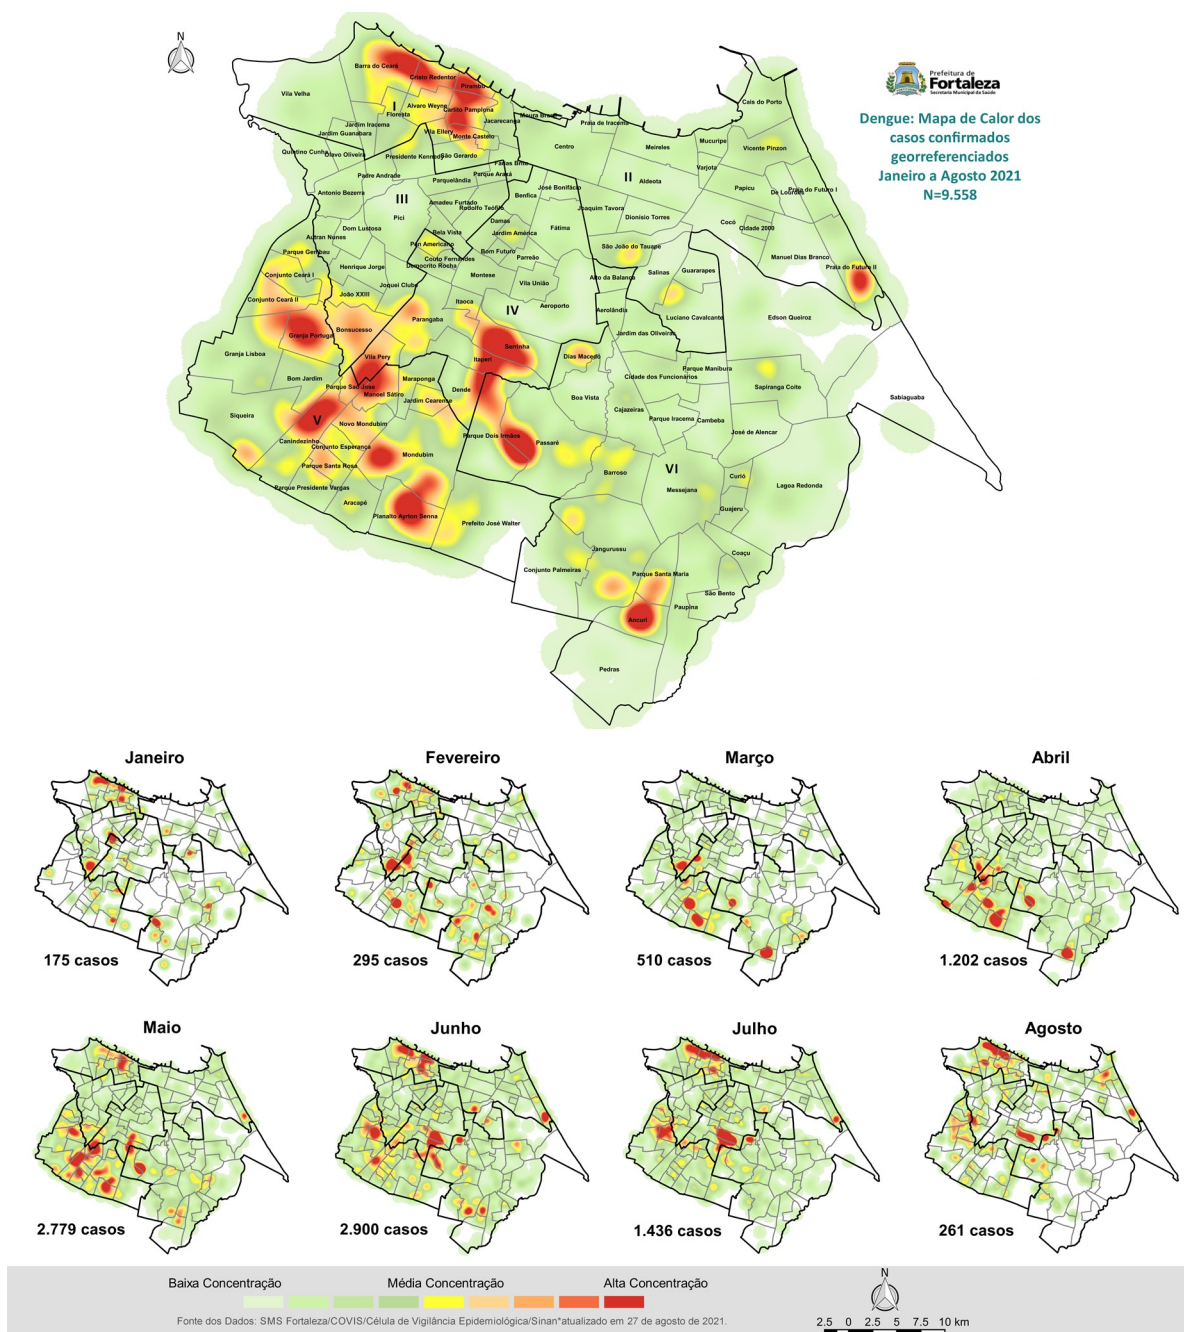 N
Prefeitura de
Fortaleza
Secretaria Municipal da Saúde
Dengue: Mapa de Calor dos
casos confirmados
georreferenciados
Janeiro a Agosto 2021
N=9.558
Barra do Ceará
Cristo Redentor
Pirambu
Vila Velha
I
Floresta
Alvaro Weyne
Carlito Pamplona
Jacarecanga
Moura Brasil
Praia de Iracema
Cais do Porto
Jardim Iracema
Jardim Guanabara
Vila Ellery
Monte Castelo
Mucuripe
Vicente Pinzon
Quintino Cunha
Olavo Oliveira
Presidente Kennedy
São Gerardo
Farias Brito
Centro
Meireles
Varjota
Padre Andrade
Parquelândia
Parque Araxá
II
Aldeota
Antonio Bezerra
III
Pici
Amadeu Furtado
Rodolfo Teófilo
Benfica
José Bonifácio
Joaquim Tavora
Dionísio Torres
Papicu
De Lourdes
Praia do Futuro I
Cocó
Cidade 2000
Dom Lustosa
Autran Nunes
Bela Vista
Damas
Jardim América
Fátima
Pan Americano
Couto Fernandes
Democrito Rocha
Bom Futuro
Parreão
São João do Tauape
Manuel Dias Branco
Praia do Futuro II
Parque Genibau
Conjunto Ceará I
Henrique Jorge
Joquei Clube
Montese
Vila União
Alto da Balança
Salinas
Guararapes
Conjunto Ceará II
João XXIII
Itaoca
IV
Aeroporto
Aerolândia
Luciano Cavalcante
Edson Queiroz
Granja Portugal
Bonsucesso
Parangaba
Jardim das Oliveiras
Granja Lisboa
Vila Pery
Itaperi
Serrinha
Dias Macedo
Bom Jardim
Parque São José
Manoel Sátiro
Maraponga
Dende
Cidade dos Funcionários
Parque Manibura
Sapiranga Coite
Sabiaguaba
Jardim Cearense
Boa Vista
Cajazeiras
Siqueira
V
Novo Mondubim
Parque Iracema
Cambeba
José de Alencar
Canindezinho
Conjunto Esperança
Parque Dois Irmãos
Passaré
Mondubim
Parque Santa Rosa
Barroso
VI
Messejana
Curió
Lagoa Redonda
Parque Presidente Vargas
Aracapé
Planalto Ayrton Senna
Prefeito José Walter
Guajeru
Jangurussu
Coaçu
Conjunto Palmeiras
Parque Santa Maria
São Bento
Paupina
Ancuri
Pedras
Janeiro
Fevereiro
Março
Abril
175 casos
295 casos
510 casos
1.202 casos
Maio
Junho
Julho
Agosto
2.779 casos
2.900 casos
1.436 casos
261 casos
Baixa Concentração
Média Concentração
Alta Concentração
Fonte dos Dados: SMS Fortaleza/COVIS/Célula de Vigilância Epidemiológica/Sinan*atualizado em 27 de agosto de 2021.
N
2.5 0 2.5 5 7.5 10 km